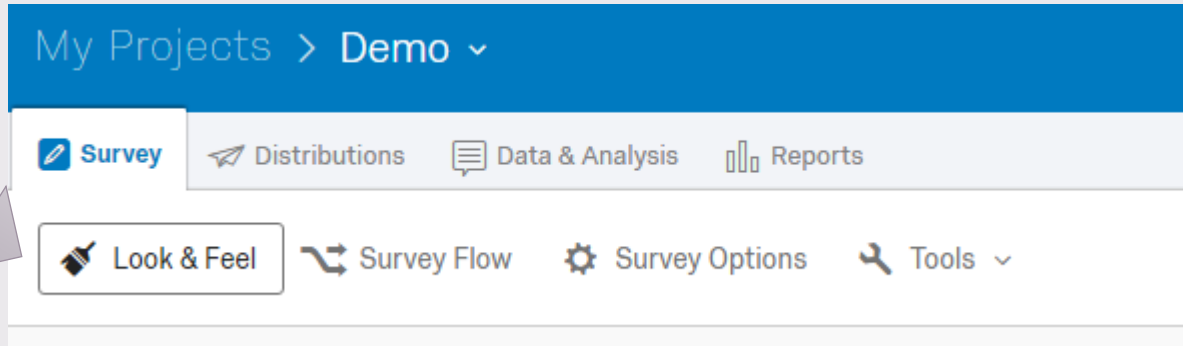 My Projects > Demo
Survey Distributions Data & Analysis Reports
Look & Feel Survey Flow Survey Options Tools